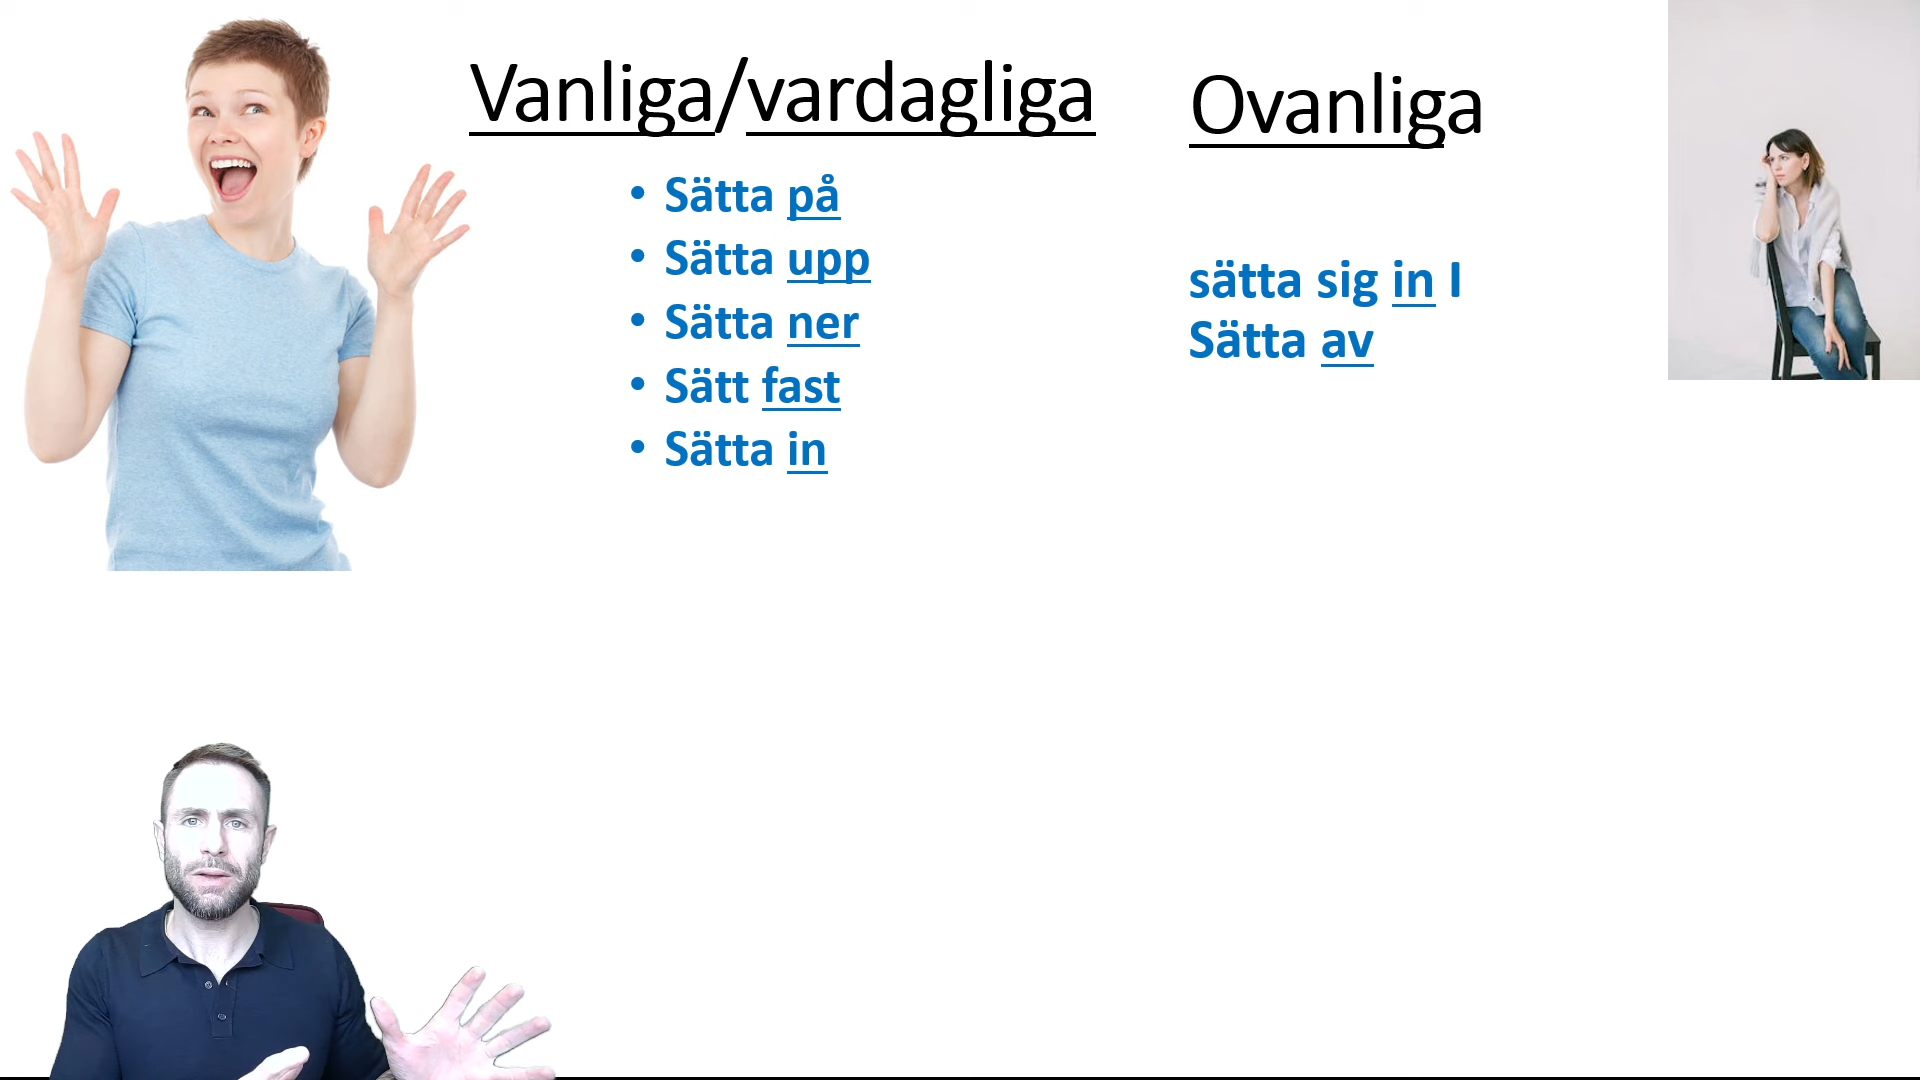 Vanliga/vardagliga
• Sätta på
• Sätta upp
• Sätta ner
• Sätt fast
• Sätta in
Ovanliga
sätta sig in I
Sätta av